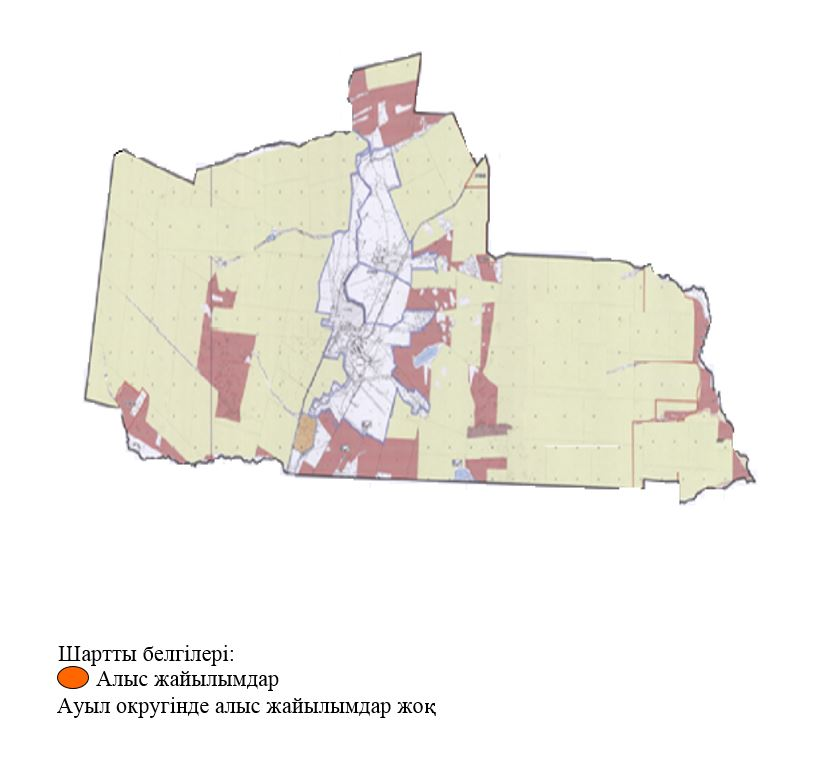 Шартты белгілері:
Алыс жайылымдар
Ауыл округінде алыс жайылымдар жоқ